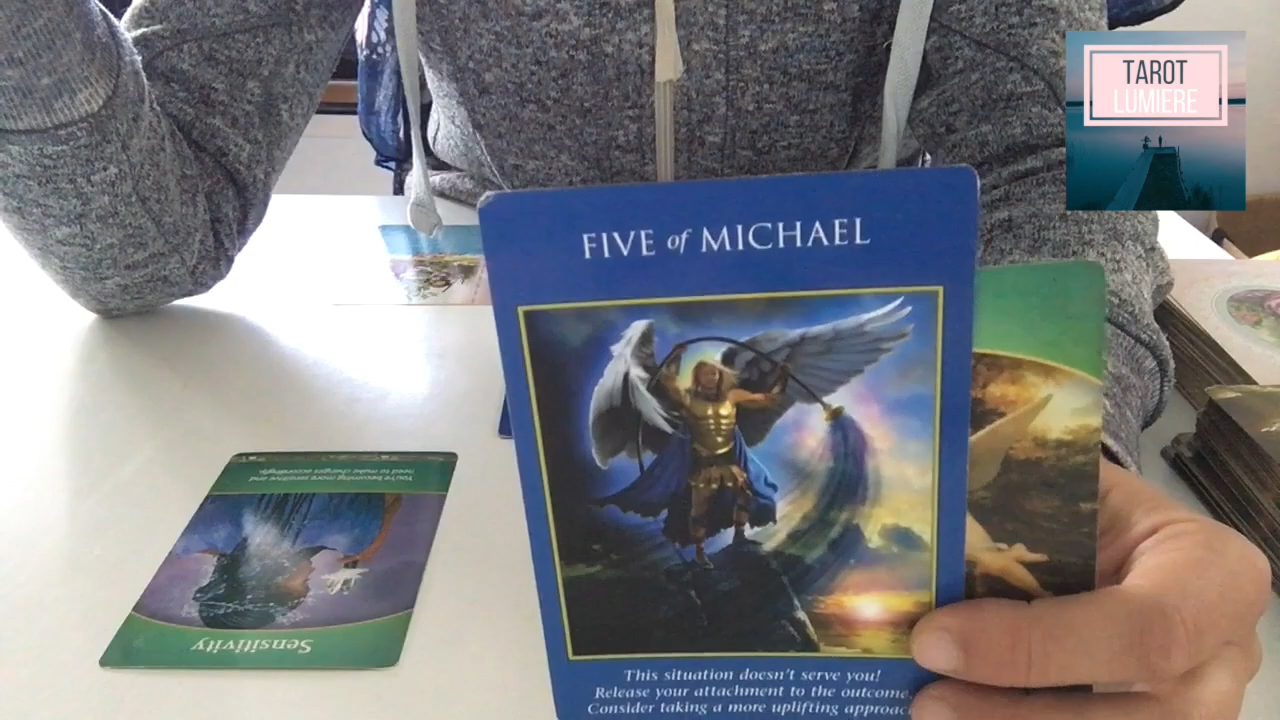 TAROT
LUMIERE
FIVE of MICHAEL
This situation doesn't serve you!
Release your attachment to the outcome.
Consider taking a more uplifting approac
You're becoming more sensitive and
need to make changes accordingly.
Sensitivity